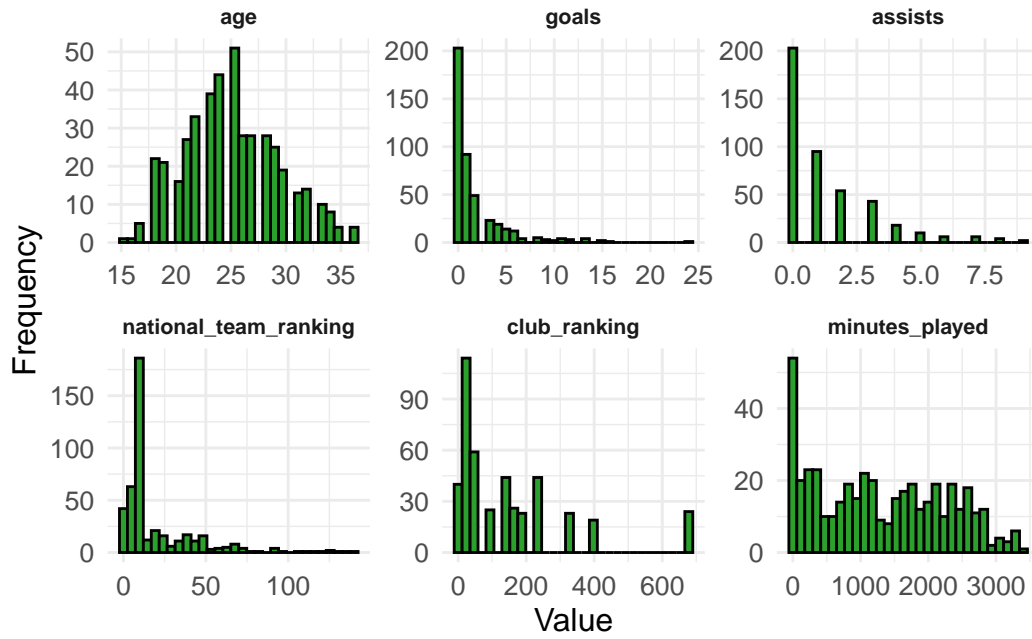 age goals assists
50 200 200
40 150 150
30 100 100
20 50 50
10
0 0 0
15 20 25 30 35 0 5 10 15 20 25 0.0 2.5 5.0 7.5
Frequency
national_team_ranking club_ranking minutes_played
150 90 40
100 60 20
50 30
0 0 0
0 50 100 0 200 400 600 0 1000 2000 3000
Value